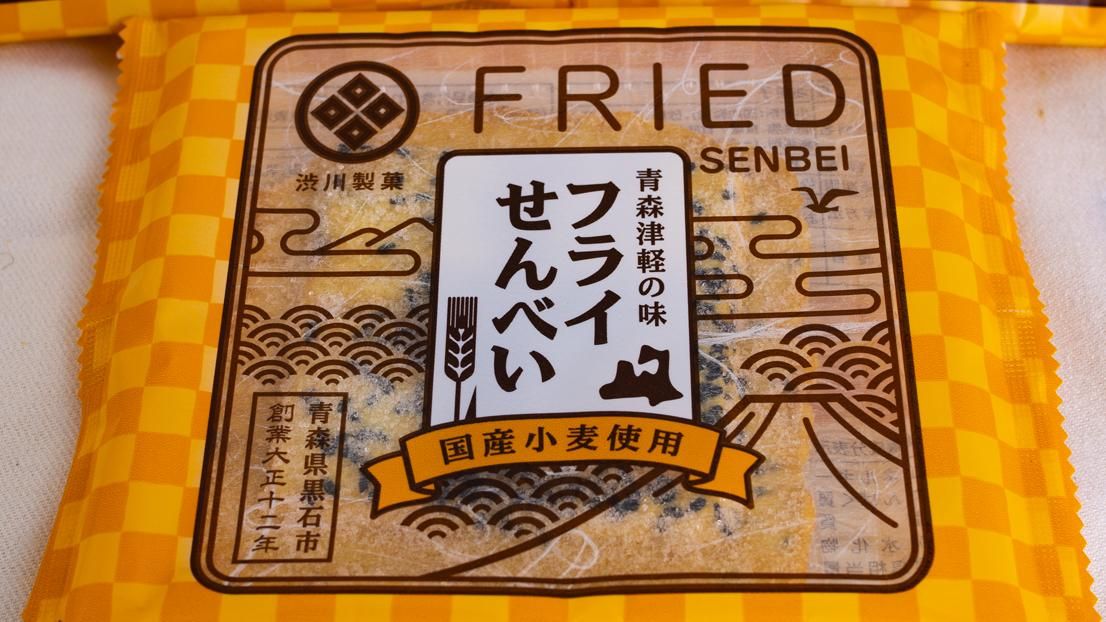 FRIED
SENBEI
渋川製菓
青森津軽の味
フライ
せんべい
国産小麦使用
青森県黒石市
創業大正十二年